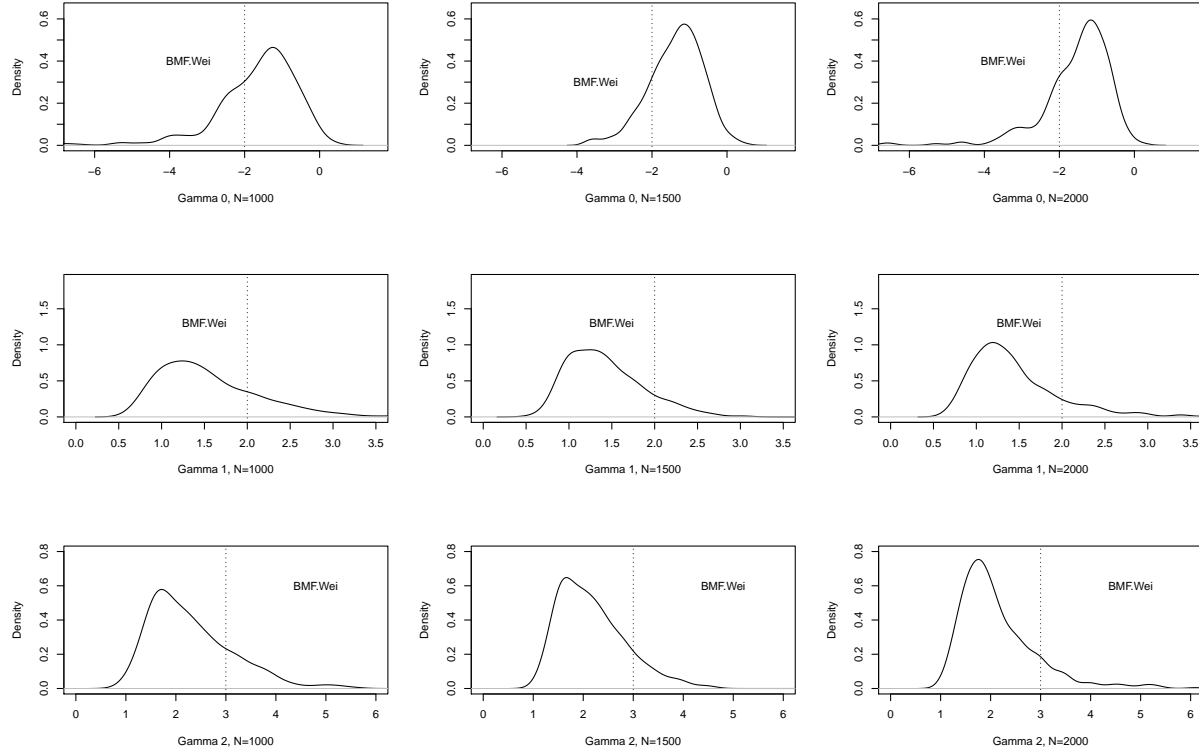 Density
0.0 0.2 0.4 0.6
BMF.Wei
−6 −4 −2 0
Gamma 0, N=1000
Density
0.0 0.2 0.4 0.6
BMF.Wei
−6 −4 −2 0
Gamma 0, N=1500
Density
0.0 0.2 0.4 0.6
BMF.Wei
−6 −4 −2 0
Gamma 0, N=2000
Density
0.0 0.5 1.0 1.5
BMF.Wei
0.0 0.5 1.0 1.5 2.0 2.5 3.0 3.5
Gamma 1, N=1000
Density
0.0 0.5 1.0 1.5
BMF.Wei
0.0 0.5 1.0 1.5 2.0 2.5 3.0 3.5
Gamma 1, N=1500
Density
0.0 0.5 1.0 1.5
BMF.Wei
0.0 0.5 1.0 1.5 2.0 2.5 3.0 3.5
Gamma 1, N=2000
Density
0.0 0.2 0.4 0.6 0.8
BMF.Wei
0 1 2 3 4 5 6
Gamma 2, N=1000
Density
0.0 0.2 0.4 0.6 0.8
BMF.Wei
0 1 2 3 4 5 6
Gamma 2, N=1500
Density
0.0 0.2 0.4 0.6 0.8
BMF.Wei
0 1 2 3 4 5 6
Gamma 2, N=2000